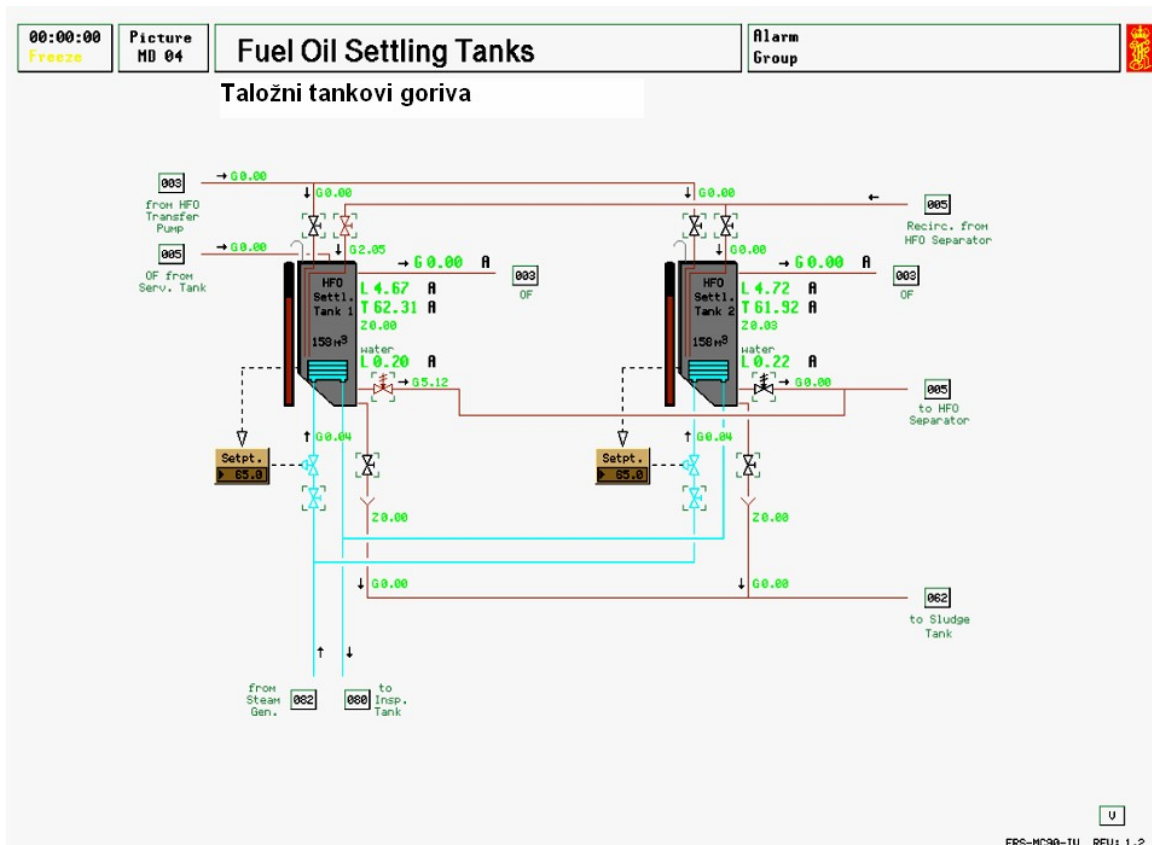 00:00:00
Freeze
Picture
MD 04
Fuel Oil Settling Tanks
Alarm
Group
Taložni tankovi goriva
003
G0.00
from HFO
Transfer
Pump
G0.00
G0.00
005
Recirc. from
HFO Separator
005
G0.00
OF from
Serv. Tank
G2.05
G0.00
G0.00 A
003
OF
G0.00 A
003
OF
HFO
Settl.
Tank 1
158 m3
L 4.67 A
T 62.31 A
Z0.00
water
L 0.20 A
G5.12
HFO
Settl.
Tank 2
158 m3
L 4.72 A
T 61.92 A
Z0.03
water
L 0.22 A
G0.00
005
to HFO
Separator
G0.04
Setpt.
65.0
G0.04
Setpt.
65.0
Z0.00
Z0.00
G0.00
G0.00
062
to Sludge
Tank
from
Steam
Gen.
082
080
to
Insp.
Tank
V
ERS-MC90-IV REV: 1.2